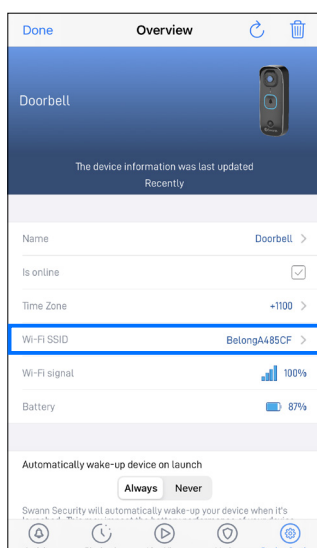 Done Overview
Doorbell
The device information was last updated
Recently
Name Doorbell
Is online
Time Zone +1100
Wi-Fi SSID BelongA485CF
Wi-Fi signal 100%
Battery 87%
Automatically wake-up device on launch
Always Never
Swann Security will automatically wake-up your device when it's